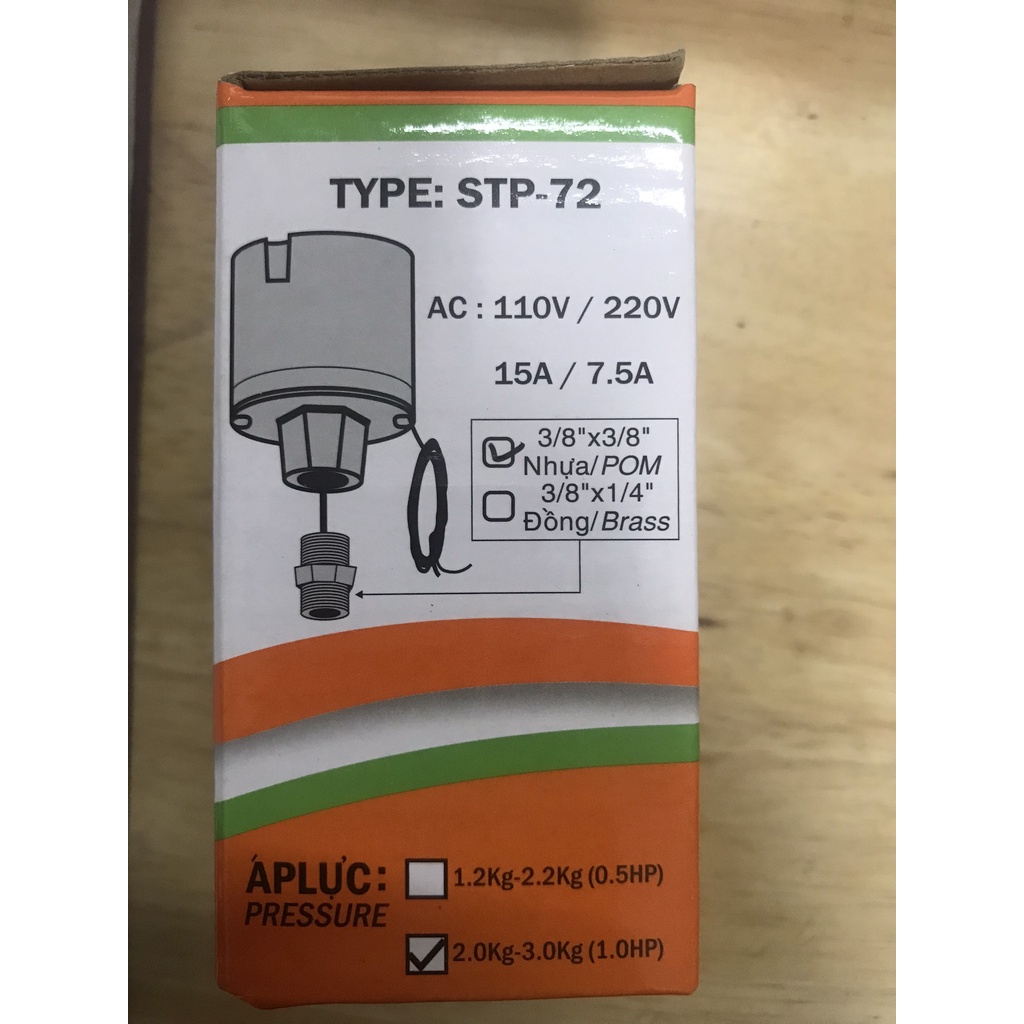 TYPE: STP-72
AC : 110V / 220V
15A / 7.5A
3/8"x3/8"
Nhựa/POM
3/8"x1/4"
Đồng/Brass
ÁPLỰC:
PRESSURE
1.2Kg-2.2Kg (0.5HP)
2.0Kg-3.0Kg (1.0HP)